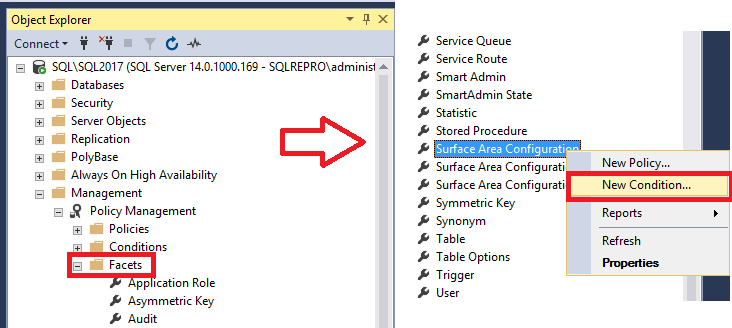 Object Explorer
Connect
SQL\SQL2017 (SQL Server 14.0.1000.169 - SQLREPRO\administ
Databases
Security
Server Objects
Replication
PolyBase
Always On High Availability
Management
Policy Management
Policies
Conditions
Facets
Application Role
Asymmetric Key
Audit
Service Queue
Service Route
Smart Admin
SmartAdmin State
Statistic
Stored Procedure
Surface Area Configuration
Surface Area Configurati
Surface Area Configurati
Symmetric Key
Synonym
Table
Table Options
Trigger
User
New Policy...
New Condition...
Reports
Refresh
Properties